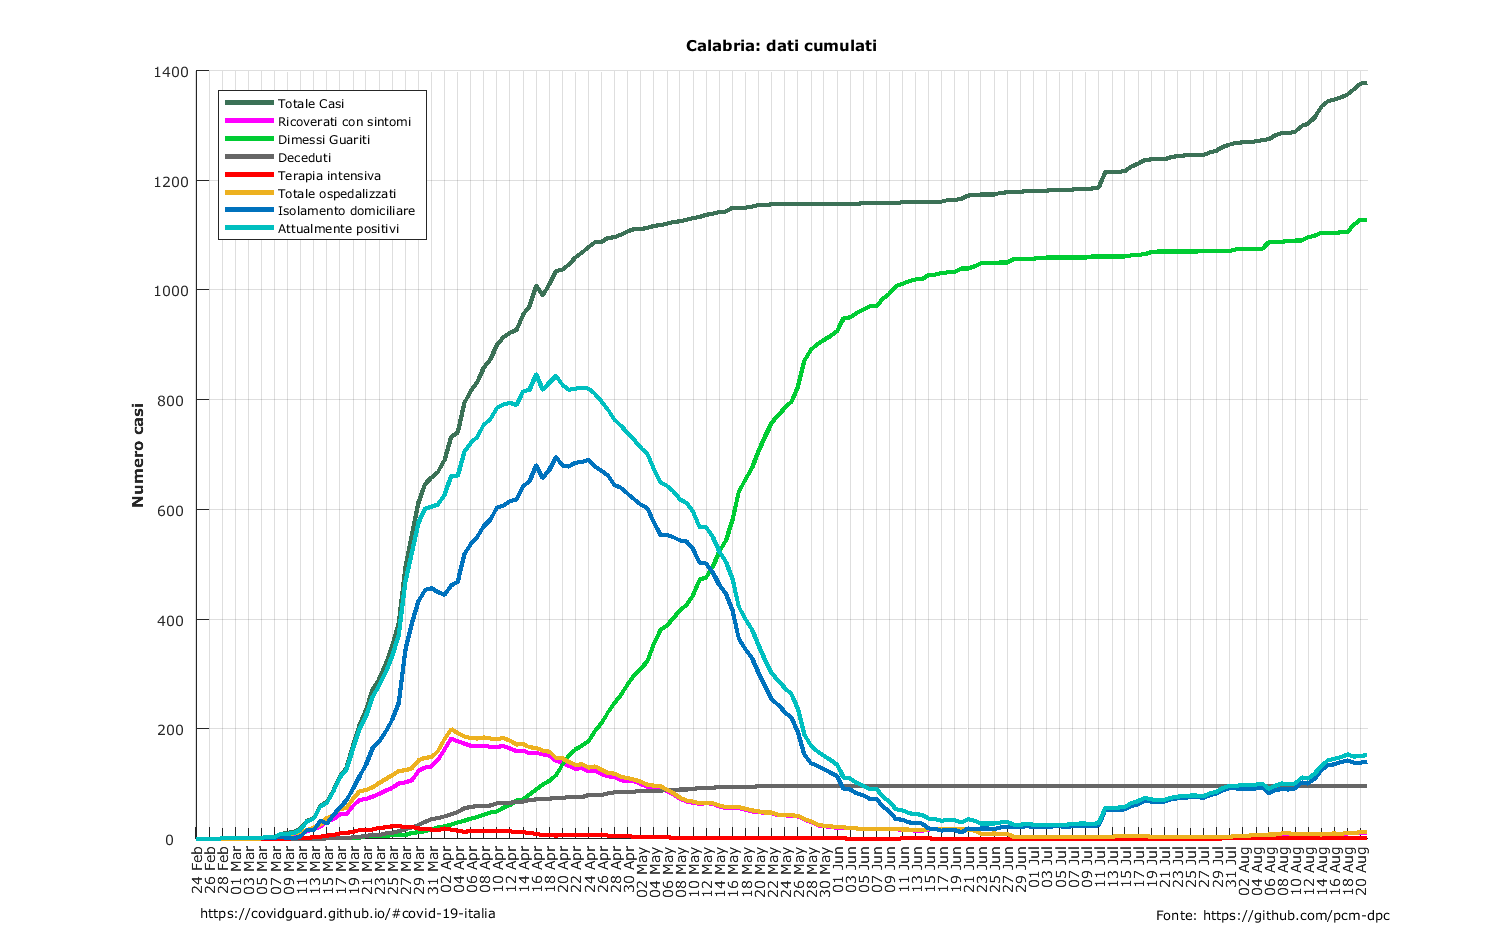 Calabria: dati cumulati
Numero casi
1400
1200
1000
800
600
400
200
0
Totale Casi
Ricoverati con sintomi
Dimessi Guariti
Deceduti
Terapia intensiva
Totale ospedalizzati
Isolamento domiciliare
Attualmente positivi
24 Feb
26 Feb
28 Feb
01 Mar
03 Mar
05 Mar
07 Mar
09 Mar
11 Mar
13 Mar
15 Mar
17 Mar
19 Mar
21 Mar
23 Mar
25 Mar
27 Mar
29 Mar
31 Mar
02 Apr
04 Apr
06 Apr
08 Apr
10 Apr
12 Apr
14 Apr
16 Apr
18 Apr
20 Apr
22 Apr
24 Apr
26 Apr
28 Apr
30 Apr
02 May
04 May
06 May
08 May
10 May
12 May
14 May
16 May
18 May
20 May
22 May
24 May
26 May
28 May
30 May
01 Jun
03 Jun
05 Jun
07 Jun
09 Jun
11 Jun
13 Jun
15 Jun
17 Jun
19 Jun
21 Jun
23 Jun
25 Jun
27 Jun
29 Jun
01 Jul
03 Jul
05 Jul
07 Jul
09 Jul
11 Jul
13 Jul
15 Jul
17 Jul
19 Jul
21 Jul
23 Jul
25 Jul
27 Jul
29 Jul
31 Jul
02 Aug
04 Aug
06 Aug
08 Aug
10 Aug
12 Aug
14 Aug
16 Aug
18 Aug
20 Aug
https://covidguard.github.io/#covid-19-italia
Fonte: https://github.com/pcm-dpc